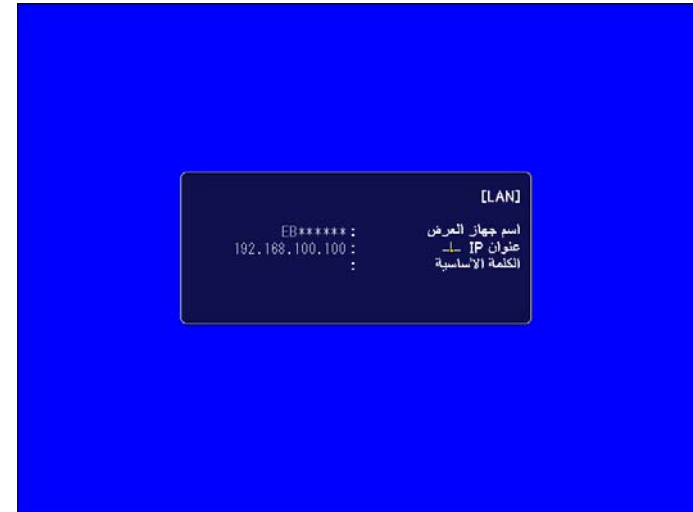 [LAN]
اسم جهاز العرض : EB******
عنوان IP : 192.168.100.100
الكلمة الأساسية :